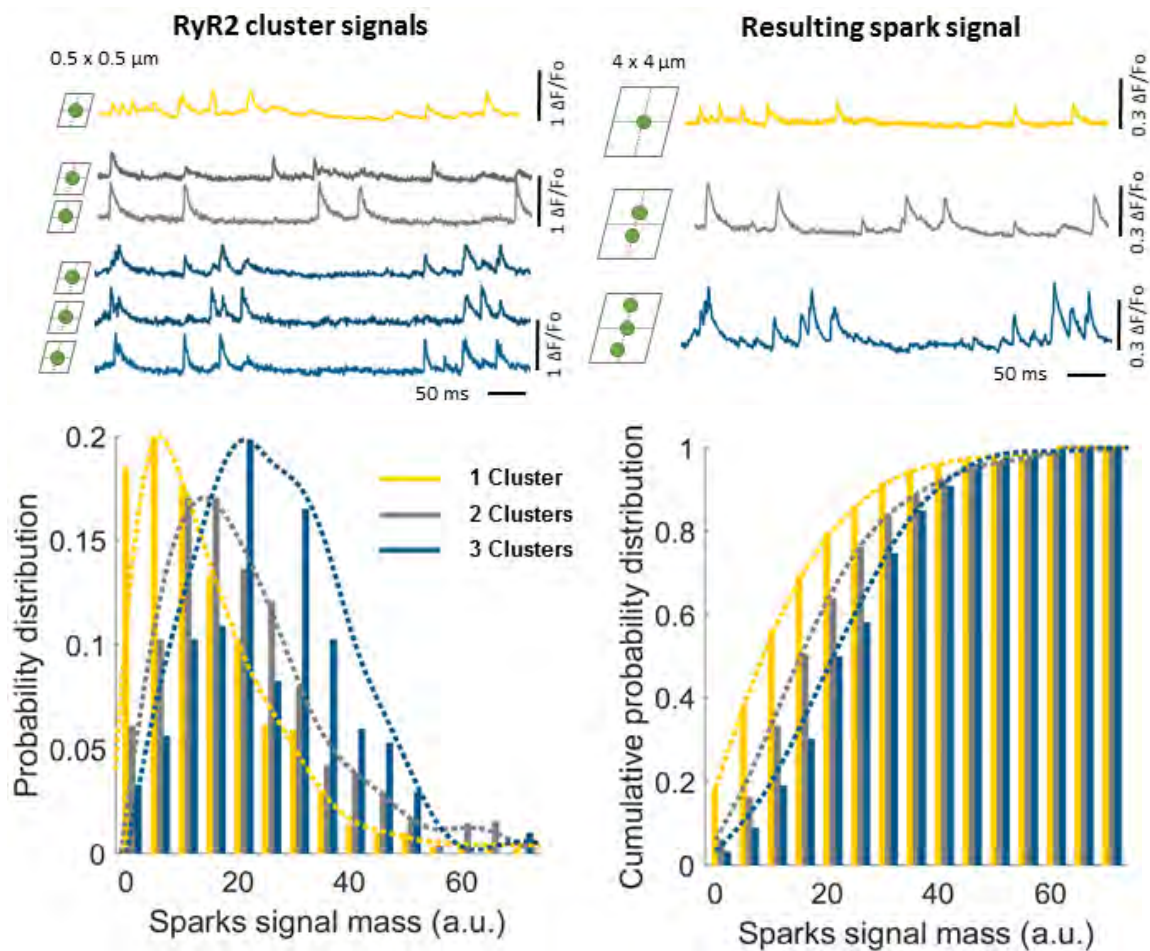 RyR2 cluster signals
Resulting spark signal
0.5 x 0.5 µm
4 x 4 µm
1 ΔF/Fo
1 ΔF/Fo
1 ΔF/Fo
50 ms
0.3 ΔF/Fo
0.3 ΔF/Fo
0.3 ΔF/Fo
50 ms
Probability distribution
0.2
0.15
0.1
0.05
0
1 Cluster
2 Clusters
3 Clusters
0 20 40 60
Sparks signal mass (a.u.)
Cumulative probability distribution
1
0.8
0.6
0.4
0.2
0
0 20 40 60
Sparks signal mass (a.u.)